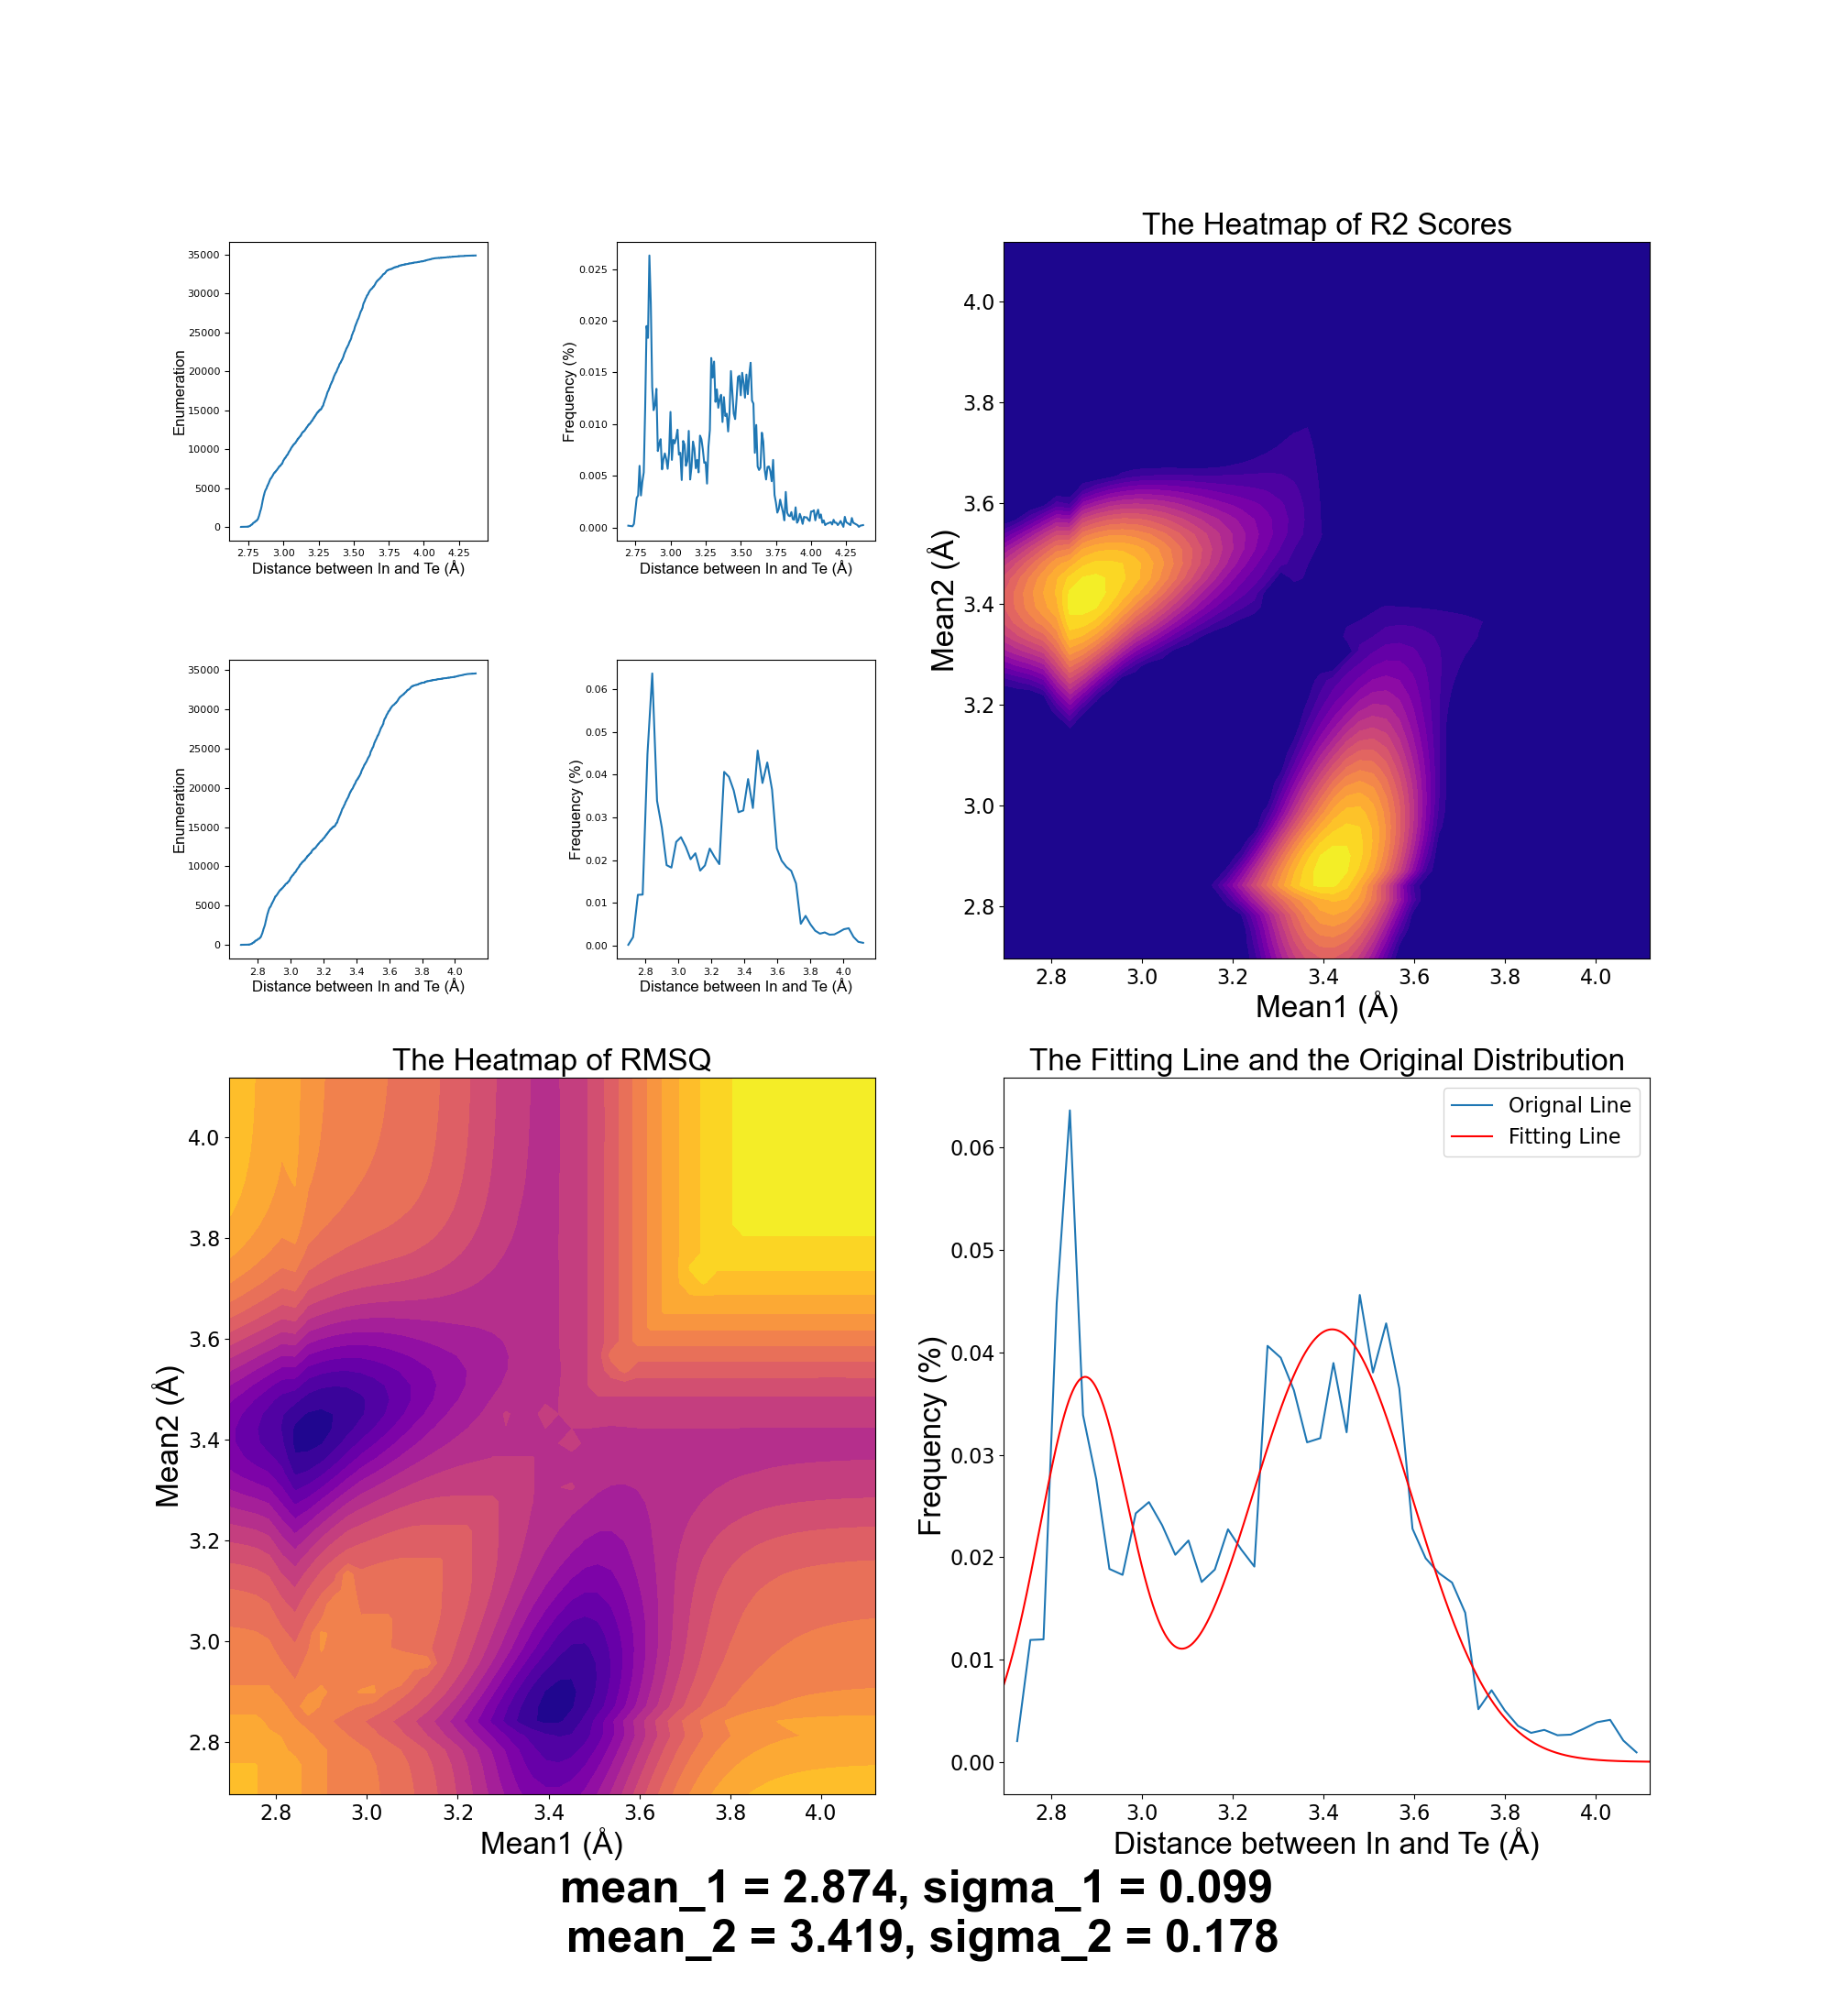 35000
30000
25000
20000
15000
10000
5000
0
Enumeration
2.75 3.00 3.25 3.50 3.75 4.00 4.25
Distance between In and Te (Å)
0.025
0.020
0.015
0.010
0.005
0.000
Frequency (%)
2.75 3.00 3.25 3.50 3.75 4.00 4.25
Distance between In and Te (Å)
35000
30000
25000
20000
15000
10000
5000
0
Enumeration
2.8 3.0 3.2 3.4 3.6 3.8 4.0
Distance between In and Te (Å)
0.06
0.05
0.04
0.03
0.02
0.01
0.00
Frequency (%)
2.8 3.0 3.2 3.4 3.6 3.8 4.0
Distance between In and Te (Å)
The Heatmap of R2 Scores
4.0
3.8
3.6
3.4
3.2
3.0
2.8
Mean2 (Å)
2.8 3.0 3.2 3.4 3.6 3.8 4.0
Mean1 (Å)
The Heatmap of RMSQ
4.0
3.8
3.6
3.4
3.2
3.0
2.8
Mean2 (Å)
2.8 3.0 3.2 3.4 3.6 3.8 4.0
Mean1 (Å)
The Fitting Line and the Original Distribution
Orignal Line
Fitting Line
0.06
0.05
0.04
0.03
0.02
0.01
0.00
Frequency (%)
2.8 3.0 3.2 3.4 3.6 3.8 4.0
Distance between In and Te (Å)
mean_1 = 2.874, sigma_1 = 0.099
mean_2 = 3.419, sigma_2 = 0.178